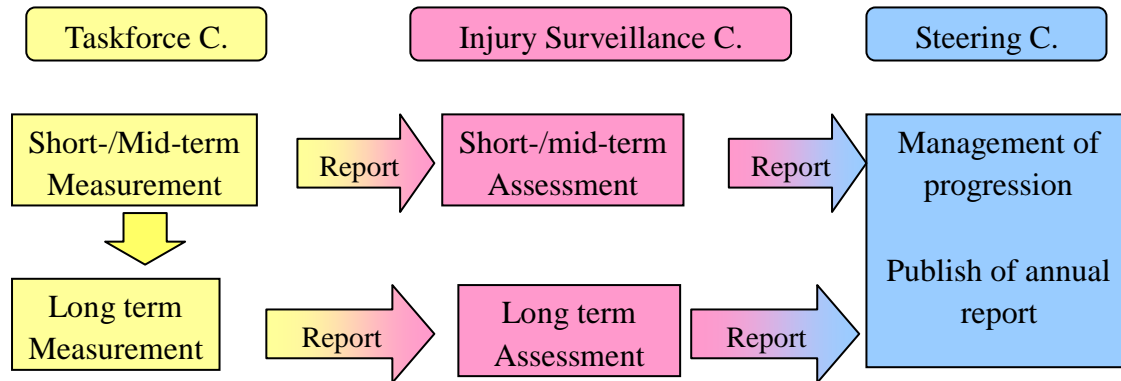 Taskforce C.
Injury Surveillance C.
Steering C.
Short-/Mid-term
Measurement
Report
Short-/mid-term
Assessment
Report
Management of
progression
Publish of annual
report
Long term
Measurement
Report
Long term
Assessment
Report